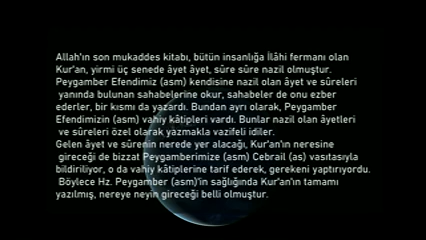 Allah'ın son mukaddes kitabı, bütün insanlığa İlâhi fermanı olan
Kur'an, yirmi üç senede âyet âyet, sûre sûre nazil olmuştur.
Peygamber Efendimiz (asm) kendisine nazil olan âyet ve sûreleri
yanında bulunan sahabelerine okur, sahabeler de onu ezber
ederler, bir kısmı da yazardı. Bundan ayrı olarak, Peygamber
Efendimizin (asm) vahiy kâtipleri vardı. Bunlar nazil olan âyetleri
ve sûreleri özel olarak yazmakla vazifeli idiler.
Gelen âyet ve sûrenin nerede yer alacağı, Kur'an'ın neresine
gireceği de bizzat Peygamberimize (asm) Cebrail (as) vasıtasıyla
bildiriliyor, o da vahiy kâtiplerine tarif ederek, gerekeni yaptırıyordu.
Böylece Hz. Peygamber (asm)'in sağlığında Kur'an'ın tamamı
yazılmış, nereye neyin gireceği belli olmuştur.